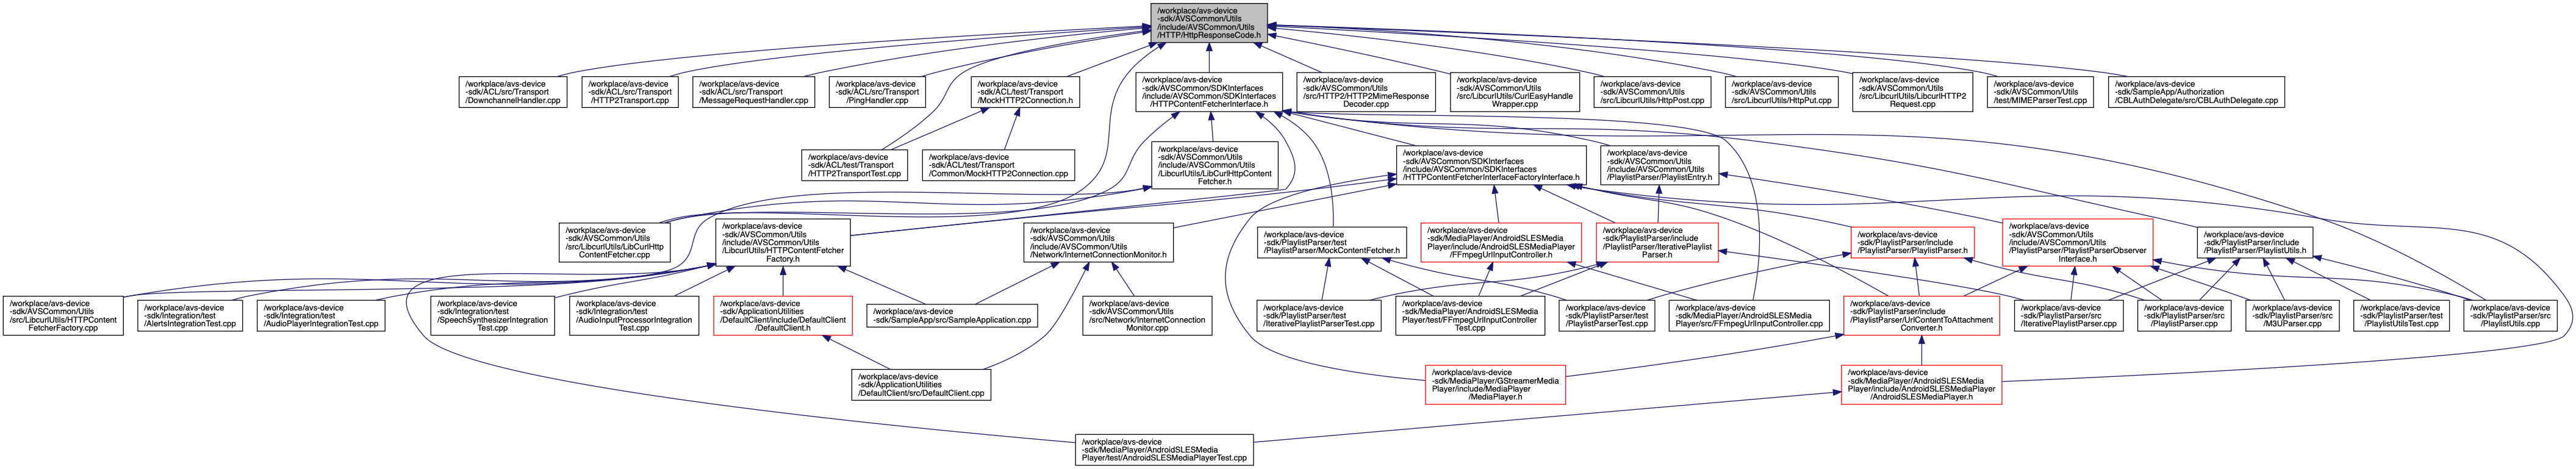 /workplace/avs-device
-sdk/AVSCommon/Utils
/include/AVSCommon/Utils
/HTTP/HttpResponseCode.h
/workplace/avs-device
-sdk/ACL/src/Transport
/DownchannelHandler.cpp
/workplace/avs-device
-sdk/ACL/src/Transport
/HTTP2Transport.cpp
/workplace/avs-device
-sdk/ACL/src/Transport
/MessageRequestHandler.cpp
/workplace/avs-device
-sdk/ACL/src/Transport
/PingHandler.cpp
/workplace/avs-device
-sdk/ACL/test/Transport
/MockHTTP2Connection.h
/workplace/avs-device
-sdk/AVSCommon/SDKInterfaces
/include/AVSCommon/SDKInterfaces
/HTTPContentFetcherInterface.h
/workplace/avs-device
-sdk/AVSCommon/Utils
/src/HTTP2/HTTP2MimeResponse
Decoder.cpp
/workplace/avs-device
-sdk/AVSCommon/Utils
/src/LibcurlUtils/CurlEasyHandle
Wrapper.cpp
/workplace/avs-device
-sdk/AVSCommon/Utils
/src/LibcurlUtils/HttpPost.cpp
/workplace/avs-device
-sdk/AVSCommon/Utils
/src/LibcurlUtils/HttpPut.cpp
/workplace/avs-device
-sdk/AVSCommon/Utils
/src/LibcurlUtils/LibcurlHTTP2
Request.cpp
/workplace/avs-device
-sdk/AVSCommon/Utils
/test/MIMEParserTest.cpp
/workplace/avs-device
-sdk/SampleApp/Authorization
/CBLAuthDelegate/src/CBLAuthDelegate.cpp
/workplace/avs-device
-sdk/ACL/test/Transport
/HTTP2TransportTest.cpp
/workplace/avs-device
-sdk/ACL/test/Transport
/Common/MockHTTP2Connection.cpp
/workplace/avs-device
-sdk/AVSCommon/Utils
/include/AVSCommon/Utils
/LibcurlUtils/LibCurlHttpContent
Fetcher.h
/workplace/avs-device
-sdk/AVSCommon/SDKInterfaces
/include/AVSCommon/SDKInterfaces
/HTTPContentFetcherInterfaceFactoryInterface.h
/workplace/avs-device
-sdk/AVSCommon/Utils
/include/AVSCommon/Utils
/PlaylistParser/PlaylistEntry.h
/workplace/avs-device
-sdk/AVSCommon/Utils
/src/LibcurlUtils/LibCurlHttp
ContentFetcher.cpp
/workplace/avs-device
-sdk/AVSCommon/Utils
/include/AVSCommon/Utils
/LibcurlUtils/HTTPContentFetcher
Factory.h
/workplace/avs-device
-sdk/AVSCommon/Utils
/include/AVSCommon/Utils
/Network/InternetConnectionMonitor.h
/workplace/avs-device
-sdk/PlaylistParser/test
/PlaylistParser/MockContentFetcher.h
/workplace/avs-device
-sdk/MediaPlayer/AndroidSLESMedia
Player/include/AndroidSLESMediaPlayer
/FFmpegUrlInputController.h
/workplace/avs-device
-sdk/PlaylistParser/include
/PlaylistParser/IterativePlaylist
Parser.h
/workplace/avs-device
-sdk/PlaylistParser/include
/PlaylistParser/PlaylistParser.h
/workplace/avs-device
-sdk/AVSCommon/Utils
/include/AVSCommon/Utils
/PlaylistParser/PlaylistParserObserver
Interface.h
/workplace/avs-device
-sdk/PlaylistParser/include
/PlaylistParser/PlaylistUtils.h
/workplace/avs-device
-sdk/AVSCommon/Utils
/src/LibcurlUtils/HTTPContent
FetcherFactory.cpp
/workplace/avs-device
-sdk/Integration/test
/AlertsIntegrationTest.cpp
/workplace/avs-device
-sdk/Integration/test
/AudioPlayerIntegrationTest.cpp
/workplace/avs-device
-sdk/Integration/test
/SpeechSynthesizerIntegration
Test.cpp
/workplace/avs-device
-sdk/Integration/test
/AudioInputProcessorIntegration
Test.cpp
/workplace/avs-device
-sdk/ApplicationUtilities
/DefaultClient/include/DefaultClient
/DefaultClient.h
/workplace/avs-device
-sdk/SampleApp/src/SampleApplication.cpp
/workplace/avs-device
-sdk/AVSCommon/Utils
/src/Network/InternetConnection
Monitor.cpp
/workplace/avs-device
-sdk/PlaylistParser/test
/IterativePlaylistParserTest.cpp
/workplace/avs-device
-sdk/MediaPlayer/AndroidSLESMedia
Player/test/FFmpegUrlInputController
Test.cpp
/workplace/avs-device
-sdk/PlaylistParser/test
/PlaylistParserTest.cpp
/workplace/avs-device
-sdk/MediaPlayer/AndroidSLESMedia
Player/src/FFmpegUrlInputController.cpp
/workplace/avs-device
-sdk/PlaylistParser/include
/PlaylistParser/UrlContentToAttachment
Converter.h
/workplace/avs-device
-sdk/PlaylistParser/src
/IterativePlaylistParser.cpp
/workplace/avs-device
-sdk/PlaylistParser/src
/PlaylistParser.cpp
/workplace/avs-device
-sdk/PlaylistParser/src
/M3UParser.cpp
/workplace/avs-device
-sdk/PlaylistParser/test
/PlaylistUtilsTest.cpp
/workplace/avs-device
-sdk/PlaylistParser/src
/PlaylistUtils.cpp
/workplace/avs-device
-sdk/ApplicationUtilities
/DefaultClient/src/DefaultClient.cpp
/workplace/avs-device
-sdk/MediaPlayer/GStreamerMedia
Player/include/MediaPlayer
/MediaPlayer.h
/workplace/avs-device
-sdk/MediaPlayer/AndroidSLESMedia
Player/include/AndroidSLESMediaPlayer
/AndroidSLESMediaPlayer.h
/workplace/avs-device
-sdk/MediaPlayer/AndroidSLESMedia
Player/test/AndroidSLESMediaPlayerTest.cpp